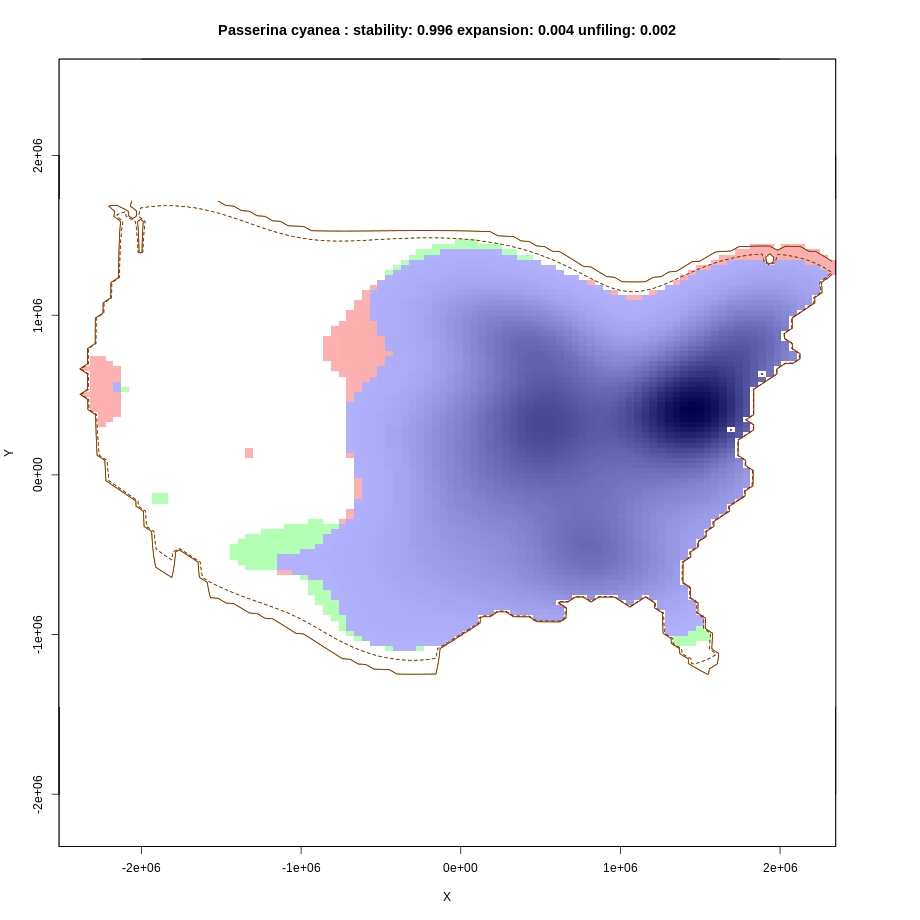 Passerina cyanea : stability: 0.996 expansion: 0.004 unfiling: 0.002
2e+06
1e+06
0e+00
-1e+06
-2e+06
Y
-2e+06 -1e+06 0e+00 1e+06 2e+06
X